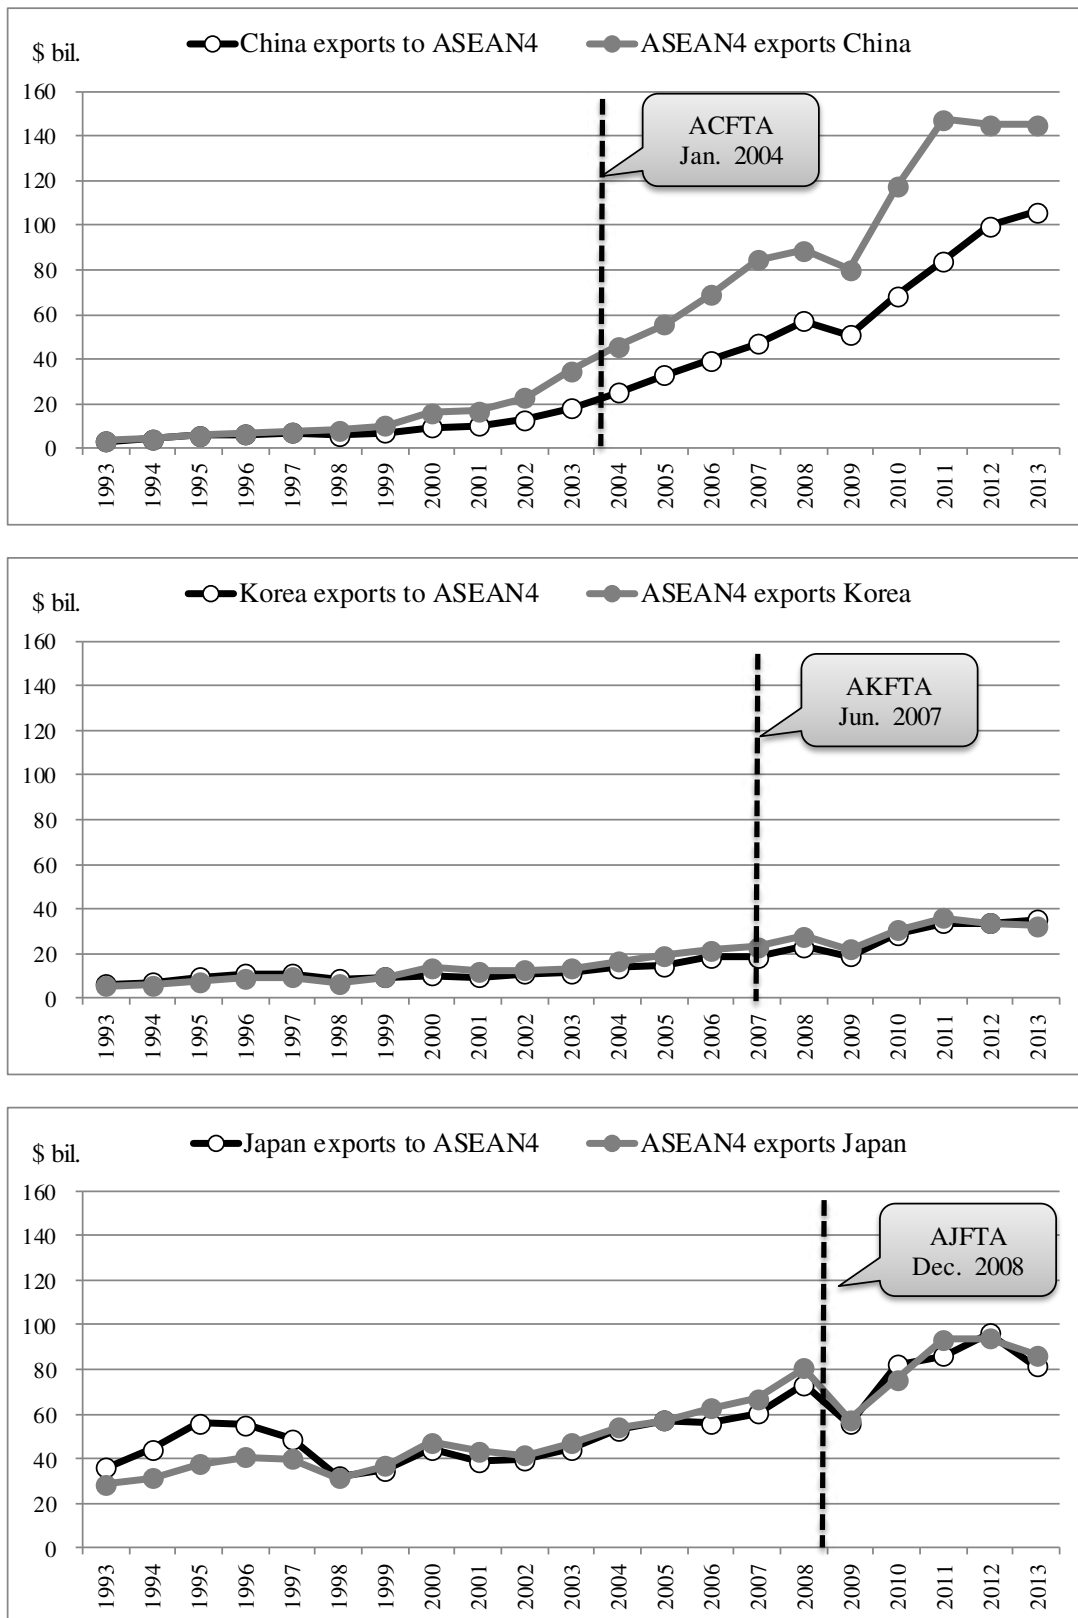 $ bil.
China exports to ASEAN4
ASEAN4 exports China
160
140
120
100
80
60
40
20
0
ACFTA
Jan. 2004
1993 1994 1995 1996 1997 1998 1999 2000 2001 2002 2003 2004 2005 2006 2007 2008 2009 2010 2011 2012 2013
$ bil.
Korea exports to ASEAN4
ASEAN4 exports Korea
160
140
120
100
80
60
40
20
0
AKFTA
Jun. 2007
1993 1994 1995 1996 1997 1998 1999 2000 2001 2002 2003 2004 2005 2006 2007 2008 2009 2010 2011 2012 2013
$ bil.
Japan exports to ASEAN4
ASEAN4 exports Japan
160
140
120
100
80
60
40
20
0
AJFTA
Dec. 2008
1993 1994 1995 1996 1997 1998 1999 2000 2001 2002 2003 2004 2005 2006 2007 2008 2009 2010 2011 2012 2013